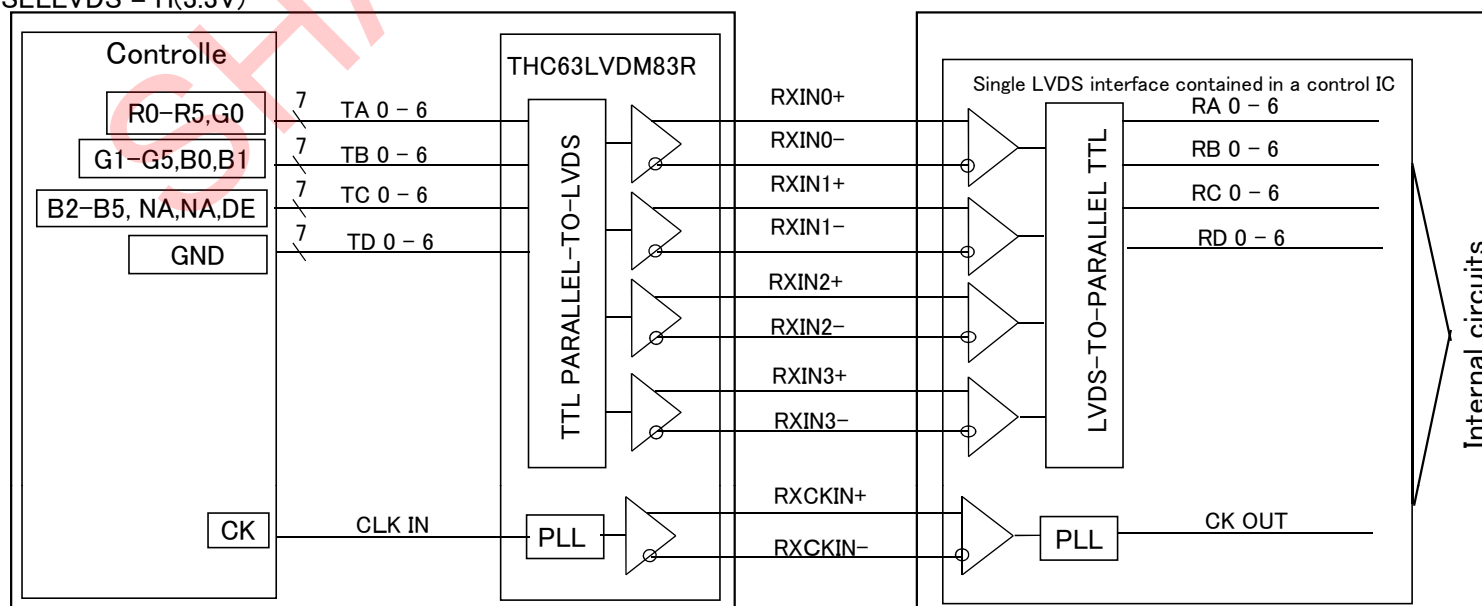 SELLVDS = H(3.3V)
Controlle
THC63LVDM83R
Single LVDS interface contained in a control IC
R0-R5,G0
7
TA 0 - 6
RXIN0+
RA 0 - 6
G1-G5,B0,B1
7
TB 0 - 6
RXIN0-
RB 0 - 6
B2-B5, NA,NA,DE
7
TC 0 - 6
RXIN1+
RC 0 - 6
GND
7
TD 0 - 6
RXIN1-
RD 0 - 6
TTL PARALLEL-TO-LVDS
LVDS-TO-PARALLEL TTL
RXIN2+
RXIN2-
RXIN3+
RXIN3-
Internal circuits
CK
CLK IN
PLL
RXCKIN+
RXCKIN-
PLL
CK OUT
SHA